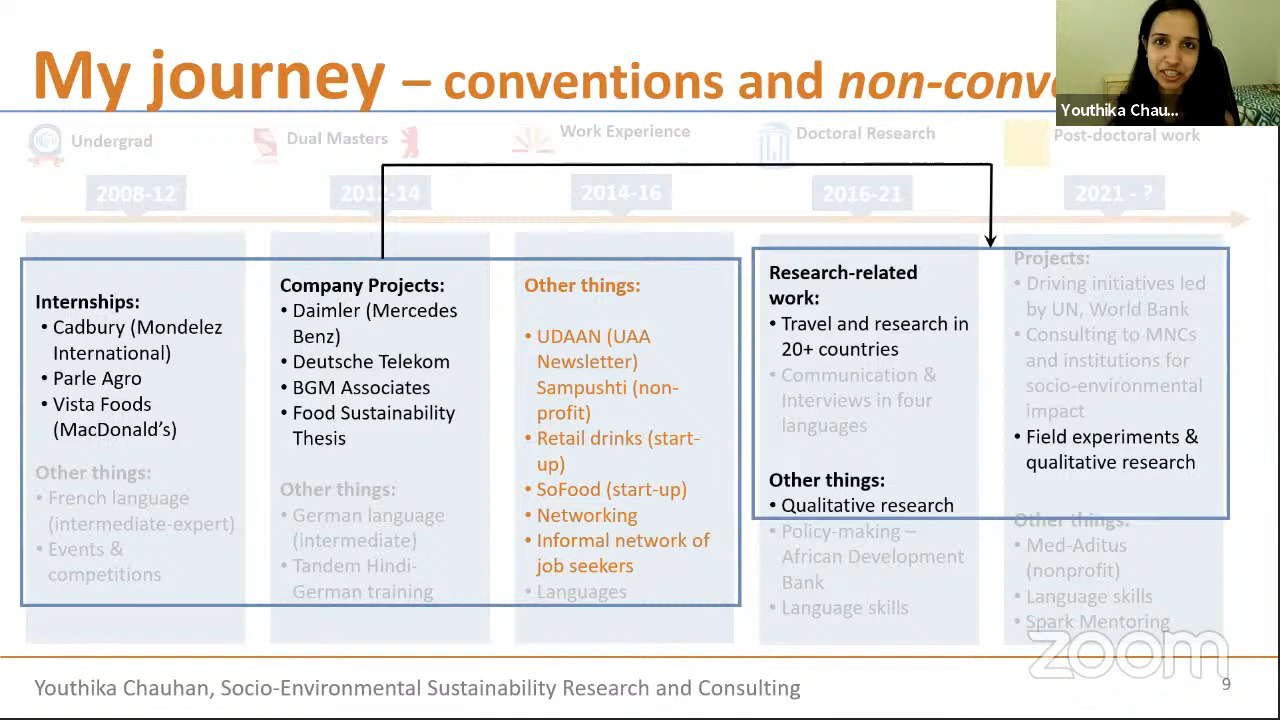 My journey – conventions and non-conve
Youthika Chau...
Undergrad
Dual Masters
Work Experience
Doctoral Research
Post-doctoral work
2008-12
2012-14
2014-16
2016-21
2021 - ?
Internships:
• Cadbury (Mondelez
International)
• Parle Agro
• Vista Foods
(MacDonald's)
Other things:
• French language
(intermediate-expert)
• Events &
competitions
Company Projects:
• Daimler (Mercedes
Benz)
• Deutsche Telekom
• BGM Associates
• Food Sustainability
Thesis
Other things:
• German language
(intermediate)
• Tandem Hindi-
German training
Other things:
• UDAAN (UAA
Newsletter)
Sampushti (non-
profit)
• Retail drinks (start-
up)
• SoFood (start-up)
• Networking
• Informal network of
job seekers
• Languages
Research-related
work:
• Travel and research in
20+ countries
• Communication &
Interviews in four
languages
Other things:
• Qualitative research
• Policy-making –
African Development
Bank
• Language skills
Projects:
• Driving initiatives led
by UN, World Bank
• Consulting to MNCs
and institutions for
socio-environmental
impact
• Field experiments &
qualitative research
Other things:
• Med-Aditus
(nonprofit)
• Language skills
• Spark Mentoring
zoom
Youthika Chauhan, Socio-Environmental Sustainability Research and Consulting
9